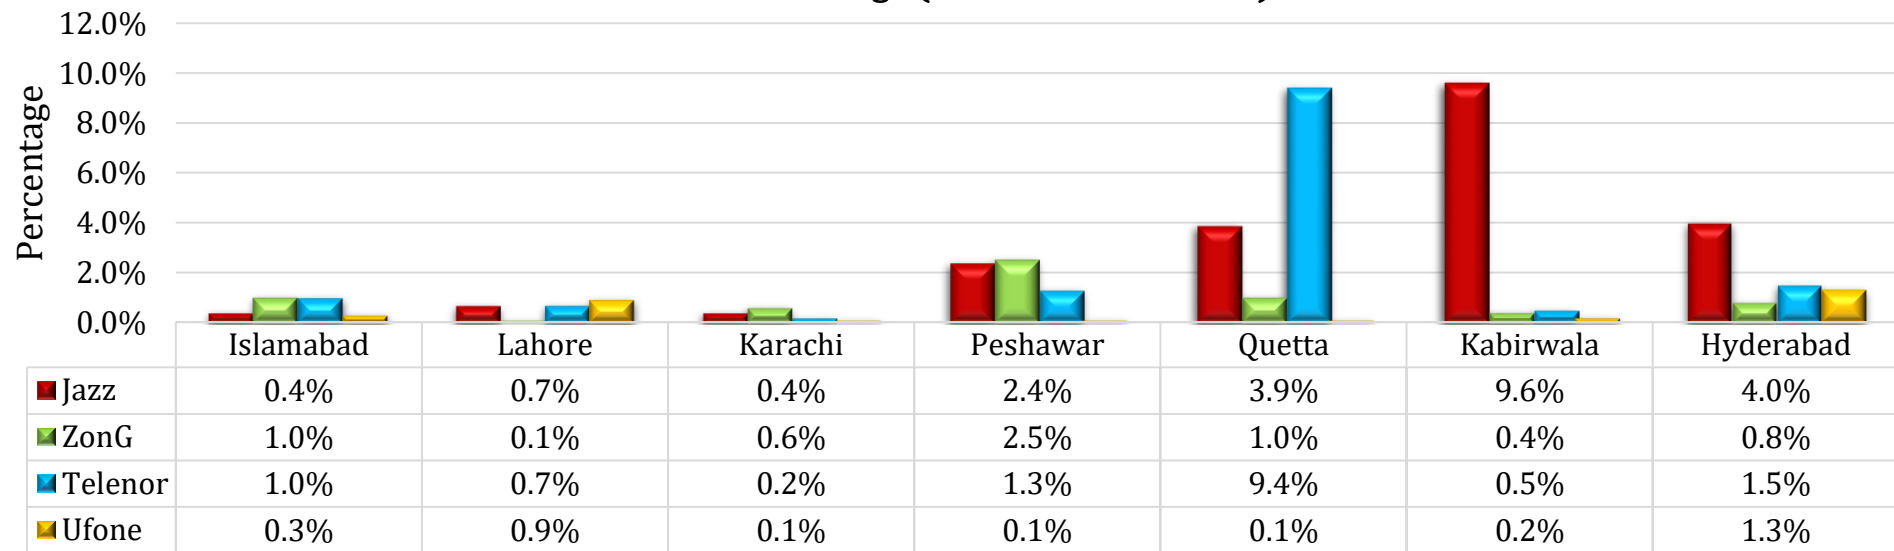 12.0%
10.0%
8.0%
6.0%
4.0%
2.0%
0.0%
Percentage
Islamabad Lahore Karachi Peshawar Quetta Kabirwala Hyderabad
Jazz 0.4% 0.7% 0.4% 2.4% 3.9% 9.6% 4.0%
ZonG 1.0% 0.1% 0.6% 2.5% 1.0% 0.4% 0.8%
Telenor 1.0% 0.7% 0.2% 1.3% 9.4% 0.5% 1.5%
Ufone 0.3% 0.9% 0.1% 0.1% 0.1% 0.2% 1.3%